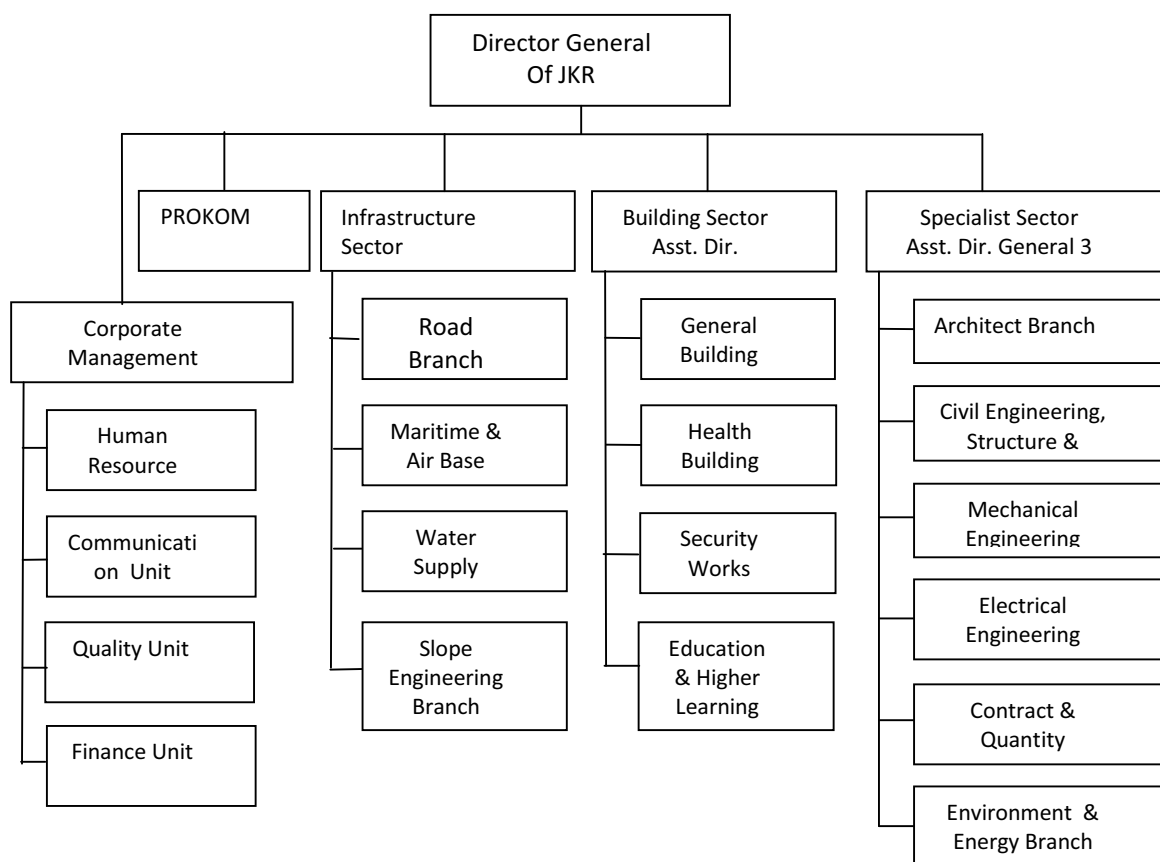 Director General
Of JKR
PROKOM
Infrastructure
Sector
Building Sector
Asst. Dir.
Specialist Sector
Asst. Dir. General 3
Corporate
Management
Human
Resource
Communicati
on Unit
Quality Unit
Finance Unit
Road
Branch
Maritime &
Air Base
Water
Supply
Slope
Engineering
Branch
General
Building
Health
Building
Security
Works
Education
& Higher
Learning
Architect Branch
Civil Engineering,
Structure &
Mechanical
Engineering
Electrical
Engineering
Contract &
Quantity
Environment &
Energy Branch